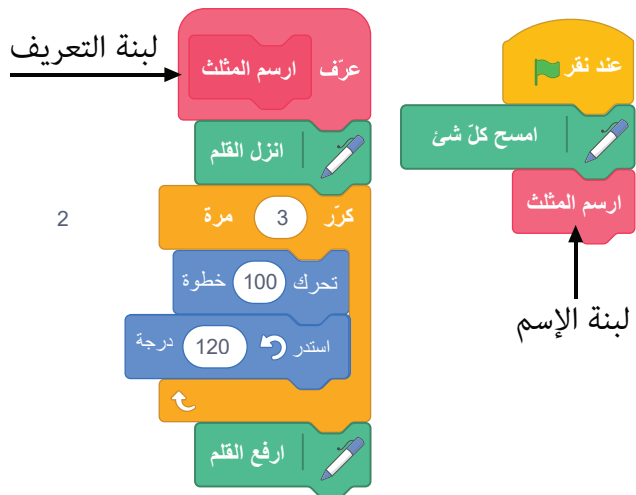 عند نقر
امسح كلّ شئ
ارسم المثلث
لبنة الإسم
لبنة التعريف
عرّف ارسم المثلث
انزل القلم
كرّر 3 مرة
تحرك 100 خطوة
استدر 120 درجة
ارفع القلم
2